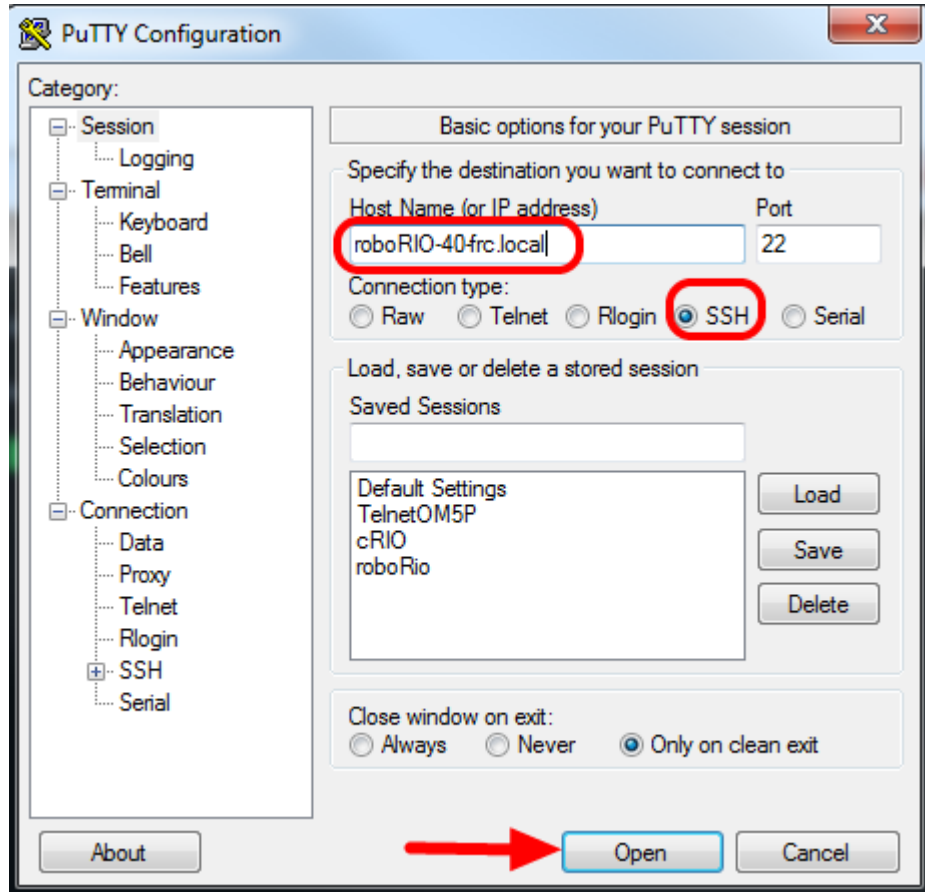 PuTTY Configuration
Category:
Session
Logging
Terminal
Keyboard
Bell
Features
Window
Appearance
Behaviour
Translation
Selection
Colours
Connection
Data
Proxy
Telnet
Rlogin
SSH
Serial
Basic options for your PuTTY session
Specify the destination you want to connect to
Host Name (or IP address) Port
roboRIO-40-frc.local 22
Connection type:
Raw Telnet Rlogin SSH Serial
Load, save or delete a stored session
Saved Sessions
Default Settings
TelnetOM5P
cRIO
roboRio
Load
Save
Delete
Close window on exit:
Always Never Only on clean exit
About Open Cancel